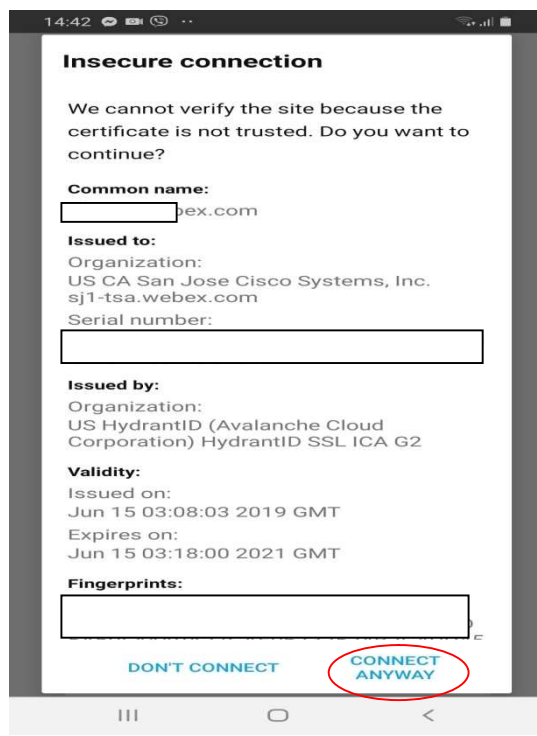 14:42
Insecure connection
We cannot verify the site because the
certificate is not trusted. Do you want to
continue?
Common name:
bex.com
Issued to:
Organization:
US CA San Jose Cisco Systems, Inc.
sj1-tsa.webex.com
Serial number:
Issued by:
Organization:
US HydrantID (Avalanche Cloud
Corporation) HydrantID SSL ICA G2
Validity:
Issued on:
Jun 15 03:08:03 2019 GMT
Expires on:
Jun 15 03:18:00 2021 GMT
Fingerprints:
DON'T CONNECT
CONNECT
ANYWAY